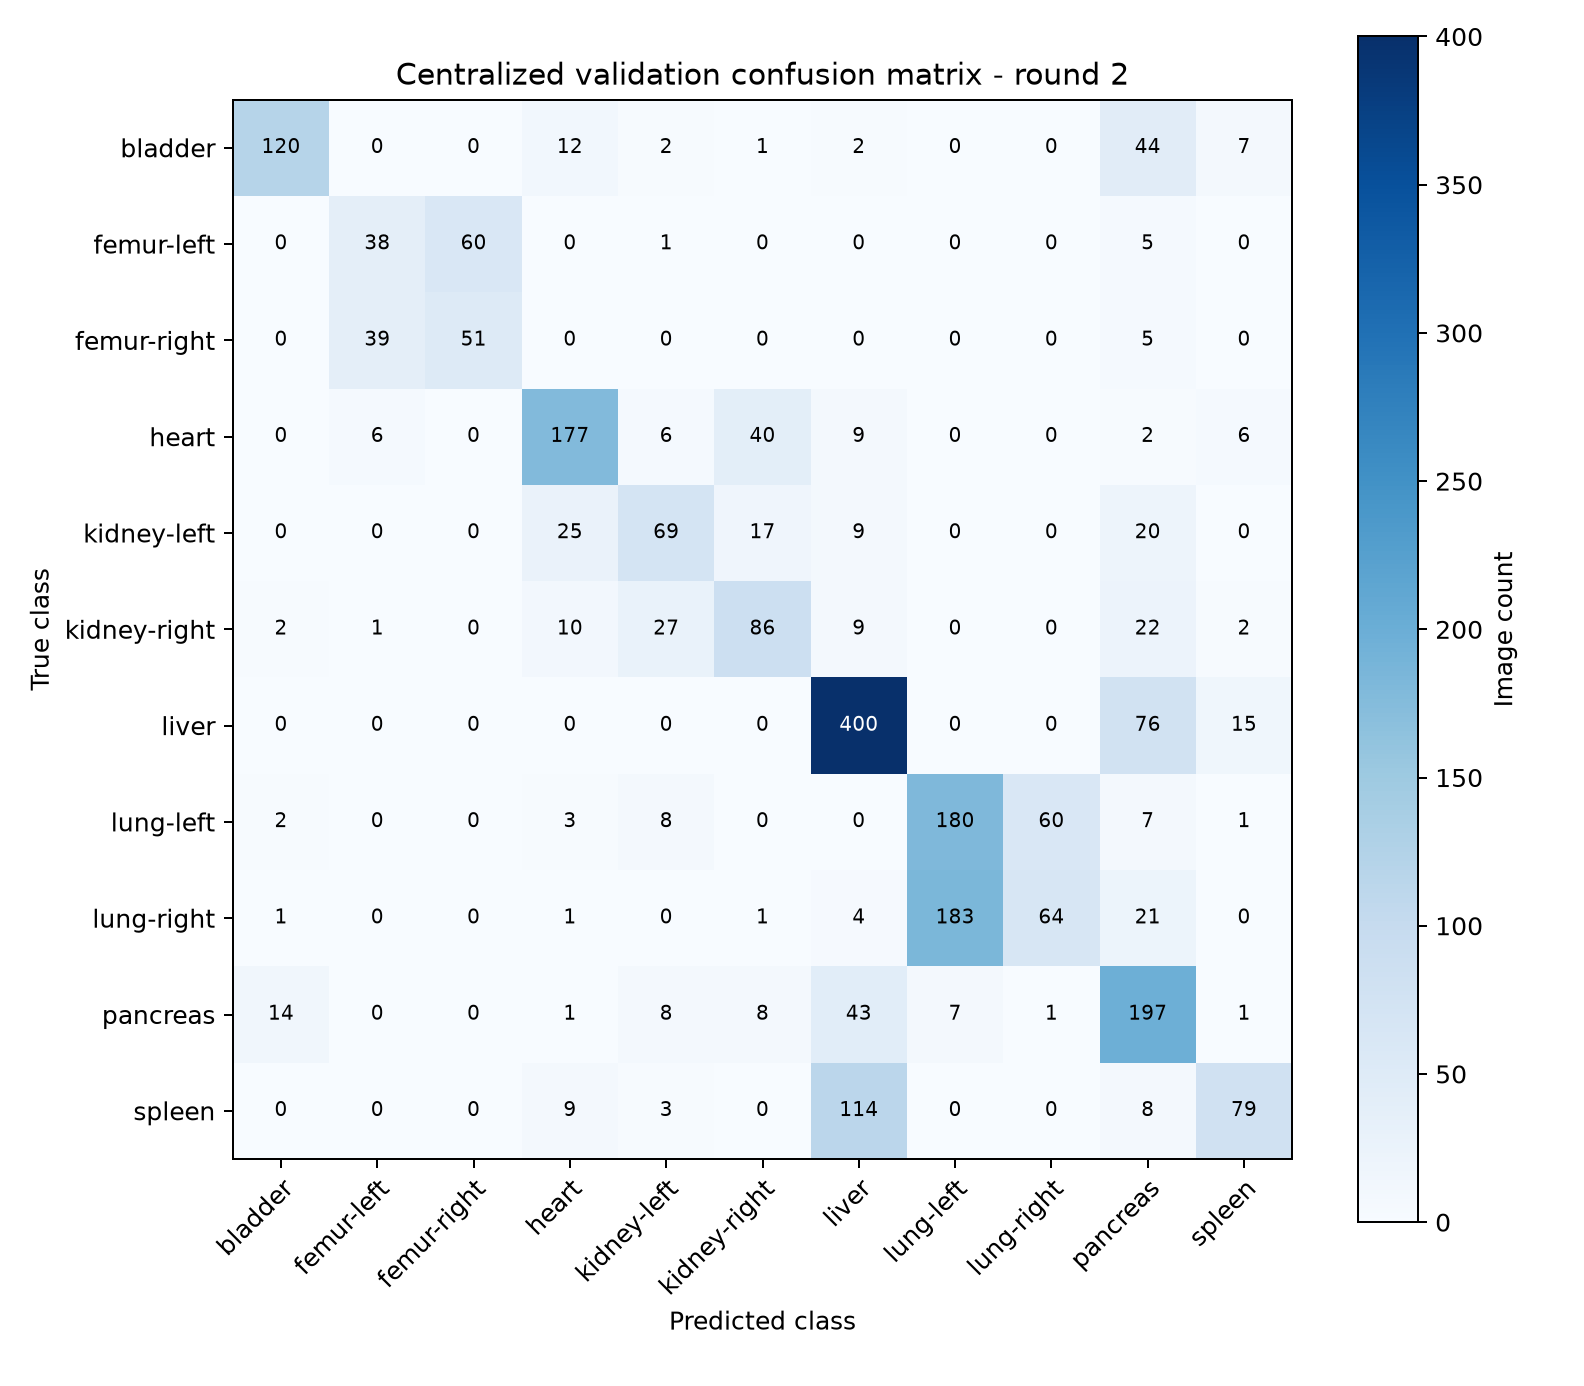 Centralized validation confusion matrix - round 2
bladder 120 0 0 12 2 1 2 0 0 44 7
femur-left 0 38 60 0 1 0 0 0 0 5 0
femur-right 0 39 51 0 0 0 0 0 0 5 0
heart 0 6 0 177 6 40 9 0 0 2 6
kidney-left 0 0 0 25 69 17 9 0 0 20 0
kidney-right 2 1 0 10 27 86 9 0 0 22 2
liver 0 0 0 0 0 0 400 0 0 76 15
lung-left 2 0 0 3 8 0 0 180 60 7 1
lung-right 1 0 0 1 0 1 4 183 64 21 0
pancreas 14 0 0 1 8 8 43 7 1 197 1
spleen 0 0 0 9 3 0 114 0 0 8 79
bladder femur-left femur-right heart kidney-left kidney-right liver lung-left lung-right pancreas spleen
Predicted class
True class
400
350
300
250
200
150
100
50
0
Image count